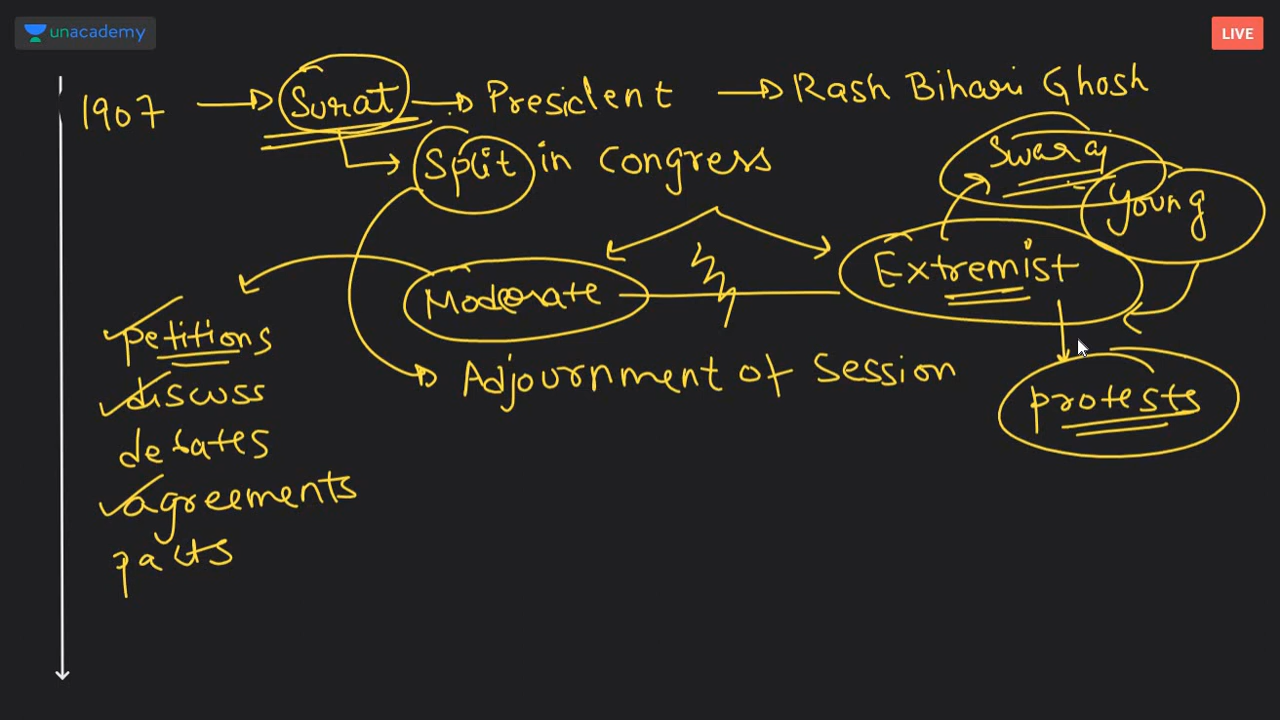 unacademy
LIVE
1907 → Surat → President → Rash Bihari Ghosh
Split in congress
Swaraj
Young
Extremist
Moderate
petitions
Adjournment of Session
protests
discuss
debates
agreements
pacts